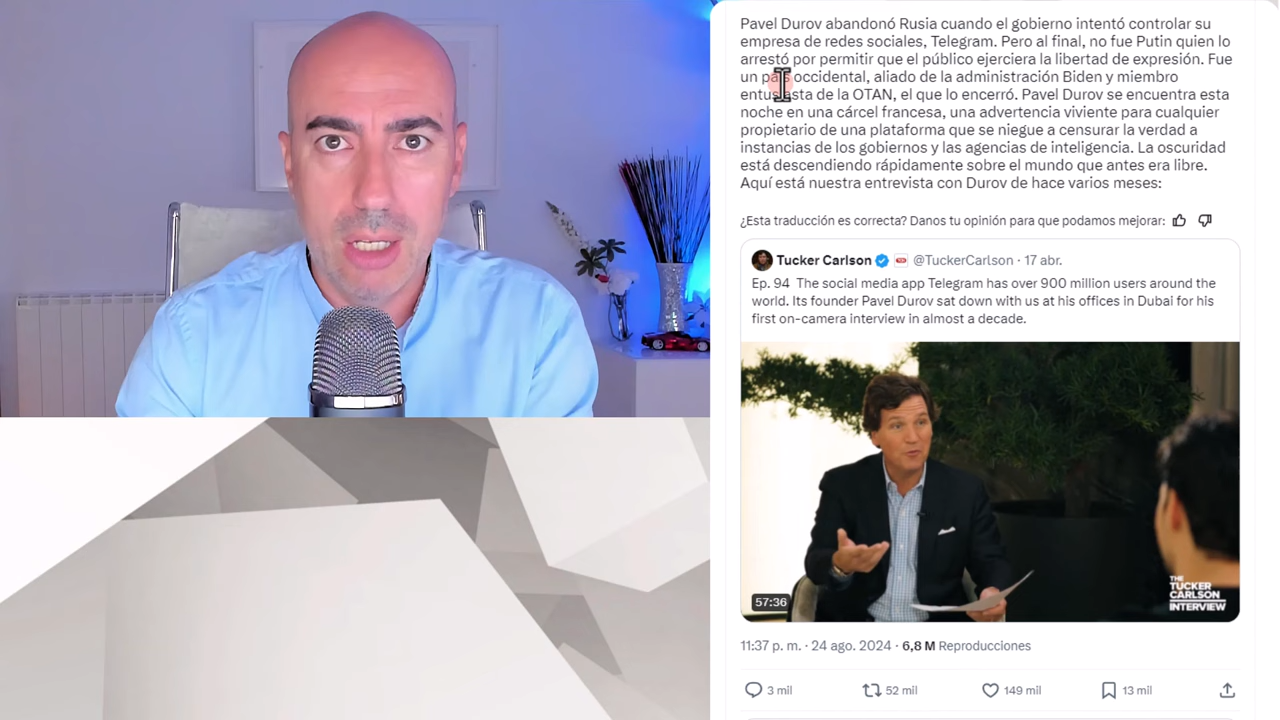 Pavel Durov abandonó Rusia cuando el gobierno intentó controlar su
empresa de redes sociales, Telegram. Pero al final, no fue Putin quien lo
arrestó por permitir que el público ejerciera la libertad de expresión. Fue
un país occidental, aliado de la administración Biden y miembro
entusiasta de la OTAN, el que lo encerró. Pavel Durov se encuentra esta
noche en una cárcel francesa, una advertencia viviente para cualquier
propietario de una plataforma que se niegue a censurar la verdad a
instancias de los gobiernos y las agencias de inteligencia. La oscuridad
está descendiendo rápidamente sobre el mundo que antes era libre.
Aquí está nuestra entrevista con Durov de hace varios meses:
¿Esta traducción es correcta? Danos tu opinión para que podamos mejorar:
Tucker Carlson @TuckerCarlson · 17 abr.
Ep. 94 The social media app Telegram has over 900 million users around the
world. Its founder Pavel Durov sat down with us at his offices in Dubai for his
first on-camera interview in almost a decade.
57:36
THE
TUCKER
CARLSON
INTERVIEW
11:37 p. m. · 24 ago. 2024 · 6,8 M Reproducciones
3 mil 52 mil 149 mil 13 mil